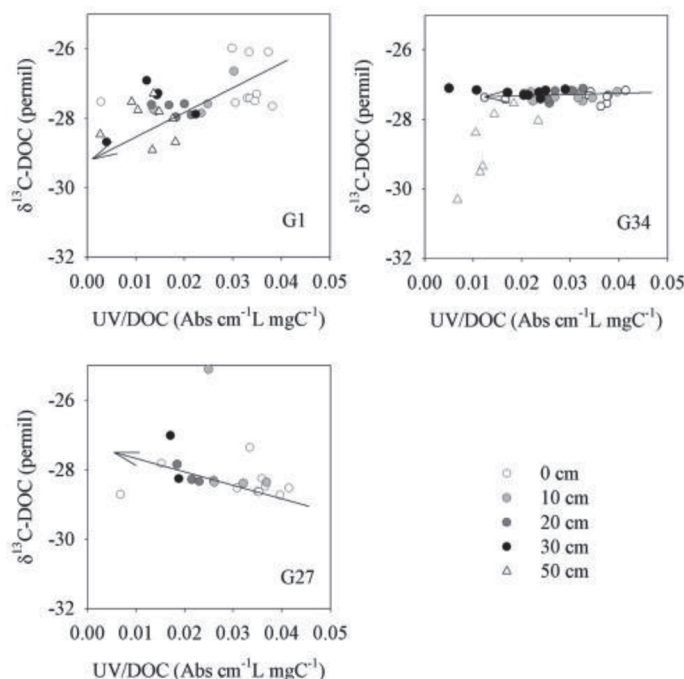 -26
-28
-30
-32
δ¹³C-DOC (permil)
G1
0.00 0.01 0.02 0.03 0.04 0.05
UV/DOC (Abs cm⁻¹L mgC⁻¹)
-26
-28
-30
-32
δ¹³C-DOC (permil)
G34
0.00 0.01 0.02 0.03 0.04 0.05
UV/DOC (Abs cm⁻¹L mgC⁻¹)
-26
-28
-30
-32
δ¹³C-DOC (permil)
G27
0.00 0.01 0.02 0.03 0.04 0.05
UV/DOC (Abs cm⁻¹L mgC⁻¹)
0 cm
10 cm
20 cm
30 cm
50 cm